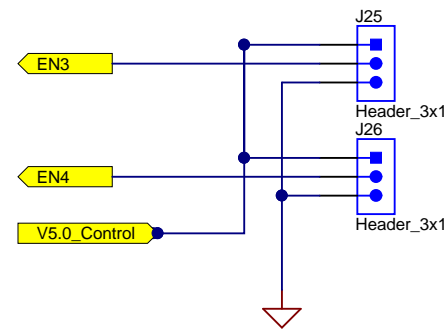 J25
EN3
Header_3x1
J26
EN4
Header_3x1
V5.0_Control